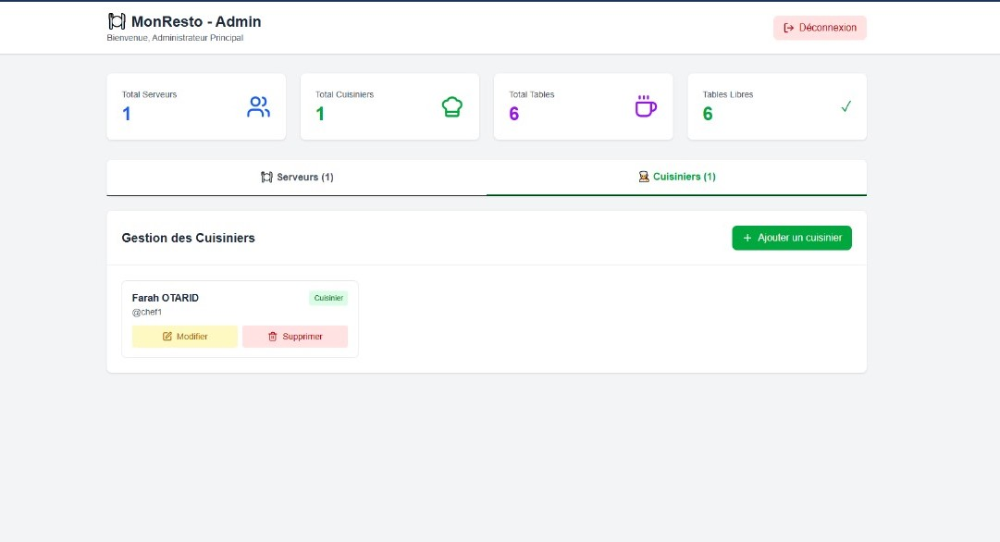 MonResto - Admin
Bienvenue, Administrateur Principal
Déconnexion
Total Serveurs
1
Total Cuisiniers
1
Total Tables
6
Tables Libres
6
Serveurs (1)
Cuisiniers (1)
Gestion des Cuisiniers
Ajouter un cuisinier
Farah OTARID
Cuisinier
@chef1
Modifier
Supprimer